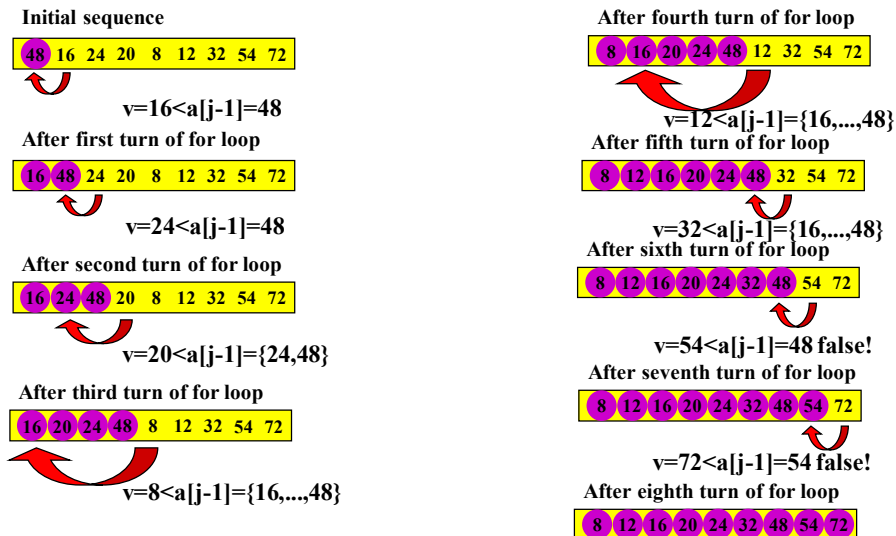 Initial sequence
48 16 24 20 8 12 32 54 72
v=16<a[j-1]=48
After first turn of for loop
16 48 24 20 8 12 32 54 72
v=24<a[j-1]=48
After second turn of for loop
16 24 48 20 8 12 32 54 72
v=20<a[j-1]={24,48}
After third turn of for loop
16 20 24 48 8 12 32 54 72
v=8<a[j-1]={16,...,48}
After fourth turn of for loop
8 16 20 24 48 12 32 54 72
v=12<a[j-1]={16,...,48}
After fifth turn of for loop
8 12 16 20 24 48 32 54 72
v=32<a[j-1]={16,...,48}
After sixth turn of for loop
8 12 16 20 24 32 48 54 72
v=54<a[j-1]=48 false!
After seventh turn of for loop
8 12 16 20 24 32 48 54 72
v=72<a[j-1]=54 false!
After eighth turn of for loop
8 12 16 20 24 32 48 54 72